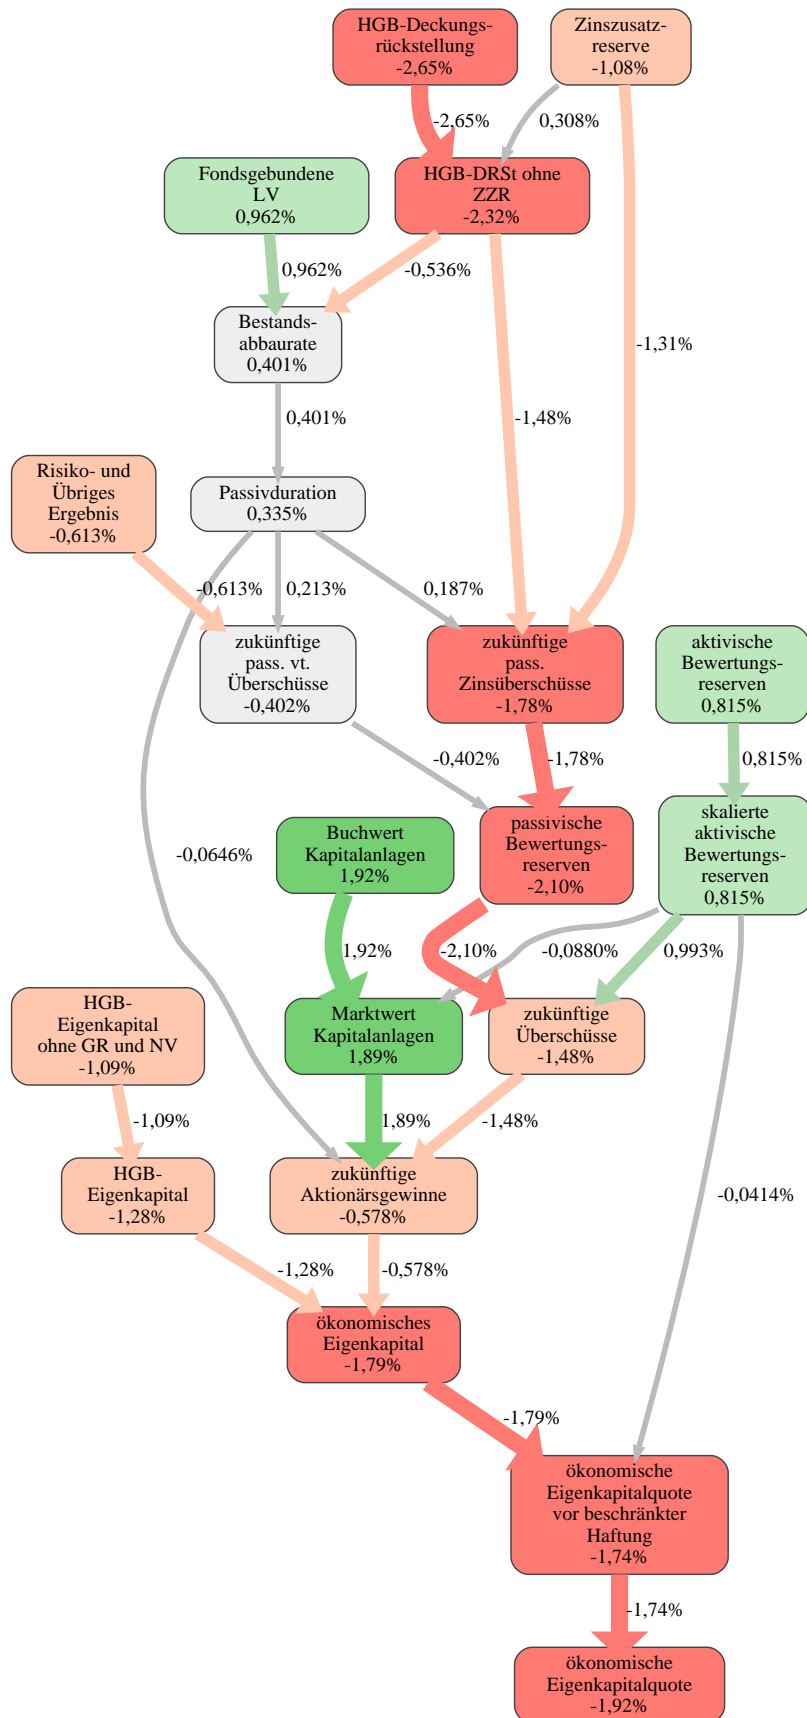 HGB-Deckungs-
rückstellung
-2,65%
Zinszusatz-
reserve
-1,08%
-2,65%
0,308%
Fondsgebundene
LV
0,962%
HGB-DRSt ohne
ZZR
-2,32%
0,962%
-0,536%
Bestands-
abbaurate
0,401%
-1,31%
0,401%
-1,48%
Risiko- und
Übriges
Ergebnis
-0,613%
Passivduration
0,335%
-0,613%
0,213%
0,187%
zukünftige
pass. vt.
Überschüsse
-0,402%
zukünftige
pass.
Zinsüberschüsse
-1,78%
aktivische
Bewertungs-
reserven
0,815%
-0,402%
-1,78%
0,815%
Buchwert
Kapitalanlagen
1,92%
passivische
Bewertungs-
reserven
-2,10%
skalierte
aktivische
Bewertungs-
reserven
0,815%
-0,0646%
1,92%
-2,10%
-0,0880%
0,993%
HGB-
Eigenkapital
ohne GR und NV
-1,09%
Marktwert
Kapitalanlagen
1,89%
zukünftige
Überschüsse
-1,48%
-1,09%
1,89%
-1,48%
HGB-
Eigenkapital
-1,28%
zukünftige
Aktionärsgewinne
-0,578%
-0,0414%
-1,28%
-0,578%
ökonomisches
Eigenkapital
-1,79%
-1,79%
ökonomische
Eigenkapitalquote
vor beschränkter
Haftung
-1,74%
-1,74%
ökonomische
Eigenkapitalquote
-1,92%